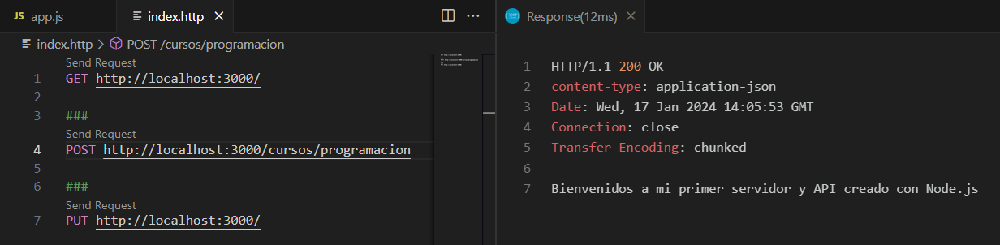 JS app.js
index.http
Response(12ms)
index.http > POST /cursos/programacion
Send Request
1 GET http://localhost:3000/
2
3 ###
Send Request
4 POST http://localhost:3000/cursos/programacion
5
6 ###
Send Request
7 PUT http://localhost:3000/
1 HTTP/1.1 200 OK
2 content-type: application-json
3 Date: Wed, 17 Jan 2024 14:05:53 GMT
4 Connection: close
5 Transfer-Encoding: chunked
6
7 Bienvenidos a mi primer servidor y API creado con Node.js